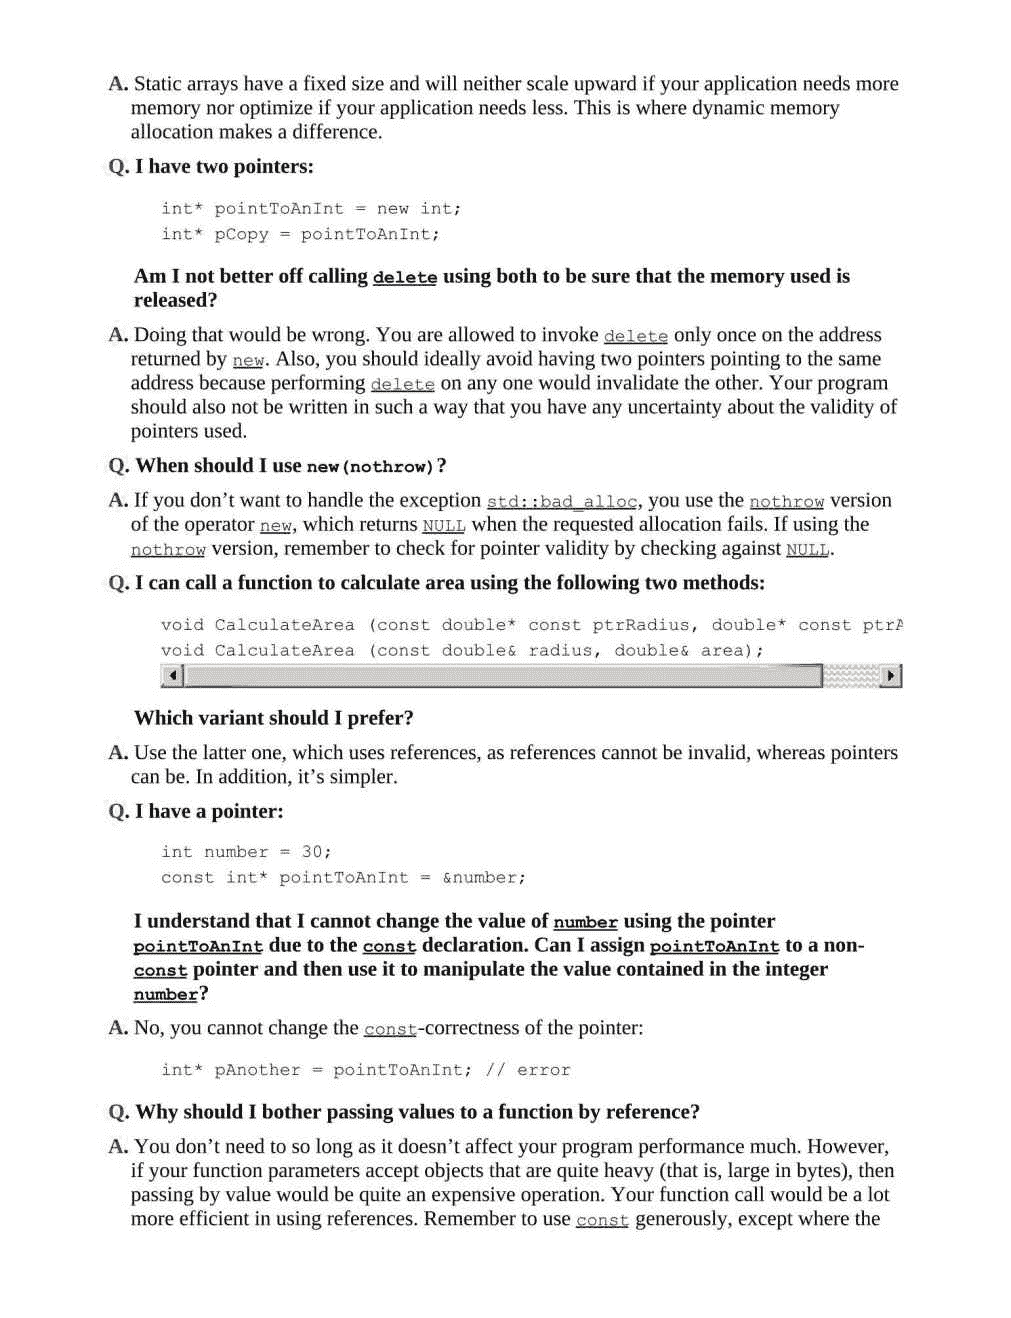 A. Static arrays have a fixed size and will neither scale upward if your application needs more
memory nor optimize if your application needs less. This is where dynamic memory
allocation makes a difference.
Q. I have two pointers:
int* pointToAnInt = new int;
int* pCopy = pointToAnInt;
Am I not better off calling delete using both to be sure that the memory used is
released?
A. Doing that would be wrong. You are allowed to invoke delete only once on the address
returned by new. Also, you should ideally avoid having two pointers pointing to the same
address because performing delete on any one would invalidate the other. Your program
should also not be written in such a way that you have any uncertainty about the validity of
pointers used.
Q. When should I use new(nothrow)?
A. If you don’t want to handle the exception std::bad_alloc, you use the nothrow version
of the operator new, which returns NULL when the requested allocation fails. If using the
nothrow version, remember to check for pointer validity by checking against NULL.
Q. I can call a function to calculate area using the following two methods:
void CalculateArea (const double* const ptrRadius, double* const ptrA
void CalculateArea (const double& radius, double& area);
Which variant should I prefer?
A. Use the latter one, which uses references, as references cannot be invalid, whereas pointers
can be. In addition, it’s simpler.
Q. I have a pointer:
int number = 30;
const int* pointToAnInt = &number;
I understand that I cannot change the value of number using the pointer
pointToAnInt due to the const declaration. Can I assign pointToAnInt to a non-
const pointer and then use it to manipulate the value contained in the integer
number?
A. No, you cannot change the const-correctness of the pointer:
int* pAnother = pointToAnInt; // error
Q. Why should I bother passing values to a function by reference?
A. You don’t need to so long as it doesn’t affect your program performance much. However,
if your function parameters accept objects that are quite heavy (that is, large in bytes), then
passing by value would be quite an expensive operation. Your function call would be a lot
more efficient in using references. Remember to use const generously, except where the